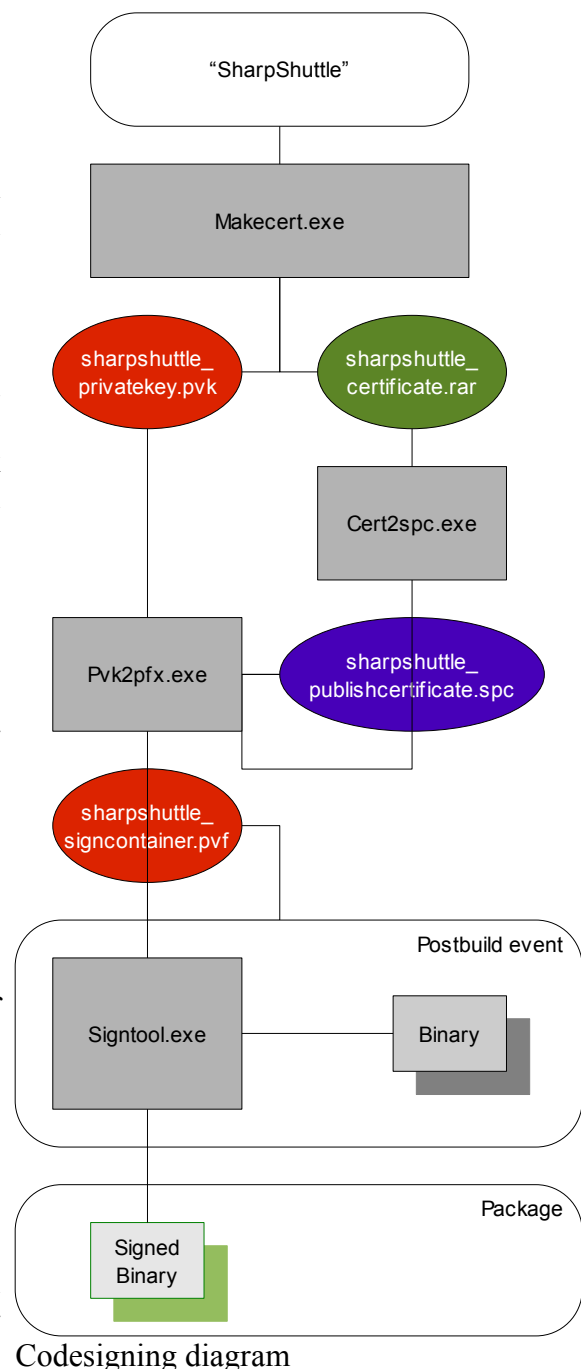 “SharpShuttle”
Makecert.exe
sharpshuttle_
privatekey.pvk
sharpshuttle_
certificate.rar
Cert2spc.exe
Pvk2pfx.exe
sharpshuttle_
publishcertificate.spc
sharpshuttle_
signcontainer.pvf
Postbuild event
Signtool.exe
Binary
Package
Signed
Binary
Codesigning diagram